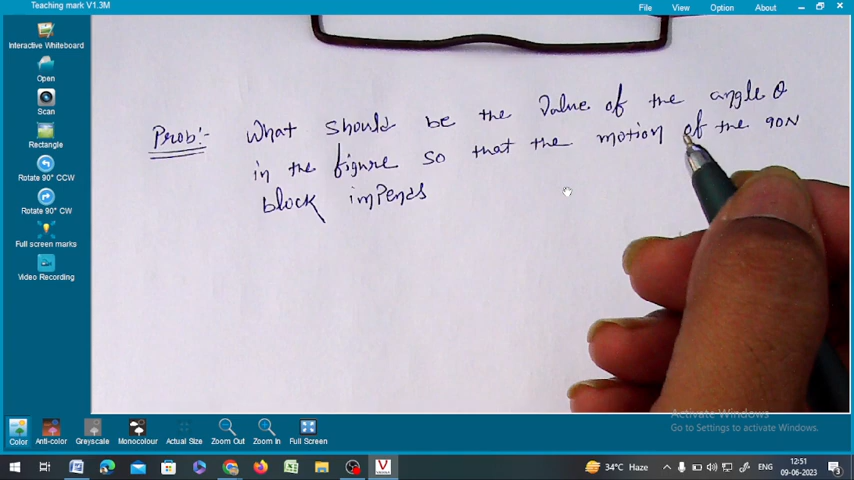 Teaching mark V1.3M
File View Option About
Interactive Whiteboard
Open
Scan
Rectangle
Rotate 90° CCW
Rotate 90° CW
Full screen marks
Video Recording
Prob:- What should be the value of the angle θ
in the figure so that the motion of the 90N
block impends
Activate Windows
Go to Settings to activate Windows.
Color Anti-color Greyscale Monocolour Actual Size Zoom Out Zoom In Full Screen
34°C Haze ENG 12:51
09-06-2023